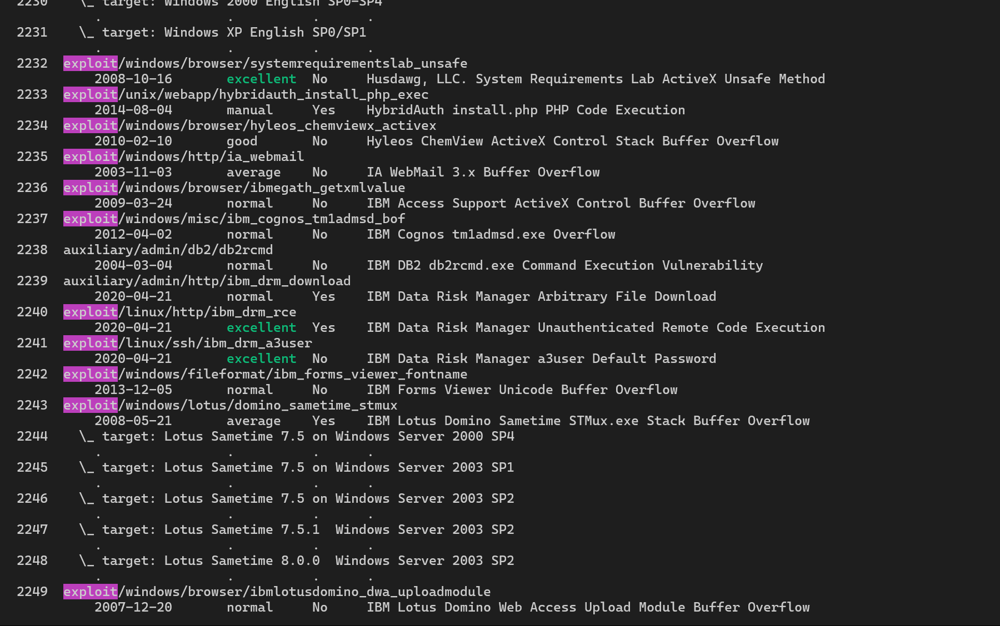 2230    \_ target: Windows 2000 English SP0-SP4
          .                .          .      .
2231    \_ target: Windows XP English SP0/SP1
          .                .          .      .
2232  exploit/windows/browser/systemrequirementslab_unsafe
          2008-10-16       excellent  No     Husdawg, LLC. System Requirements Lab ActiveX Unsafe Method
2233  exploit/unix/webapp/hybridauth_install_php_exec
          2014-08-04       manual     Yes    HybridAuth install.php PHP Code Execution
2234  exploit/windows/browser/hyleos_chemviewx_activex
          2010-02-10       good       No     Hyleos ChemView ActiveX Control Stack Buffer Overflow
2235  exploit/windows/http/ia_webmail
          2003-11-03       average    No     IA WebMail 3.x Buffer Overflow
2236  exploit/windows/browser/ibmegath_getxmlvalue
          2009-03-24       normal     No     IBM Access Support ActiveX Control Buffer Overflow
2237  exploit/windows/misc/ibm_cognos_tm1admsd_bof
          2012-04-02       normal     No     IBM Cognos tm1admsd.exe Overflow
2238  auxiliary/admin/db2/db2rcmd
          2004-03-04       normal     No     IBM DB2 db2rcmd.exe Command Execution Vulnerability
2239  auxiliary/admin/http/ibm_drm_download
          2020-04-21       normal     Yes    IBM Data Risk Manager Arbitrary File Download
2240  exploit/linux/http/ibm_drm_rce
          2020-04-21       excellent  Yes    IBM Data Risk Manager Unauthenticated Remote Code Execution
2241  exploit/linux/ssh/ibm_drm_a3user
          2020-04-21       excellent  No     IBM Data Risk Manager a3user Default Password
2242  exploit/windows/fileformat/ibm_forms_viewer_fontname
          2013-12-05       normal     No     IBM Forms Viewer Unicode Buffer Overflow
2243  exploit/windows/lotus/domino_sametime_stmux
          2008-05-21       average    Yes    IBM Lotus Domino Sametime STMux.exe Stack Buffer Overflow
2244    \_ target: Lotus Sametime 7.5 on Windows Server 2000 SP4
          .                .          .      .
2245    \_ target: Lotus Sametime 7.5 on Windows Server 2003 SP1
          .                .          .      .
2246    \_ target: Lotus Sametime 7.5 on Windows Server 2003 SP2
          .                .          .      .
2247    \_ target: Lotus Sametime 7.5.1  Windows Server 2003 SP2
          .                .          .      .
2248    \_ target: Lotus Sametime 8.0.0  Windows Server 2003 SP2
          .                .          .      .
2249  exploit/windows/browser/ibmlotusdomino_dwa_uploadmodule
          2007-12-20       normal     No     IBM Lotus Domino Web Access Upload Module Buffer Overflow